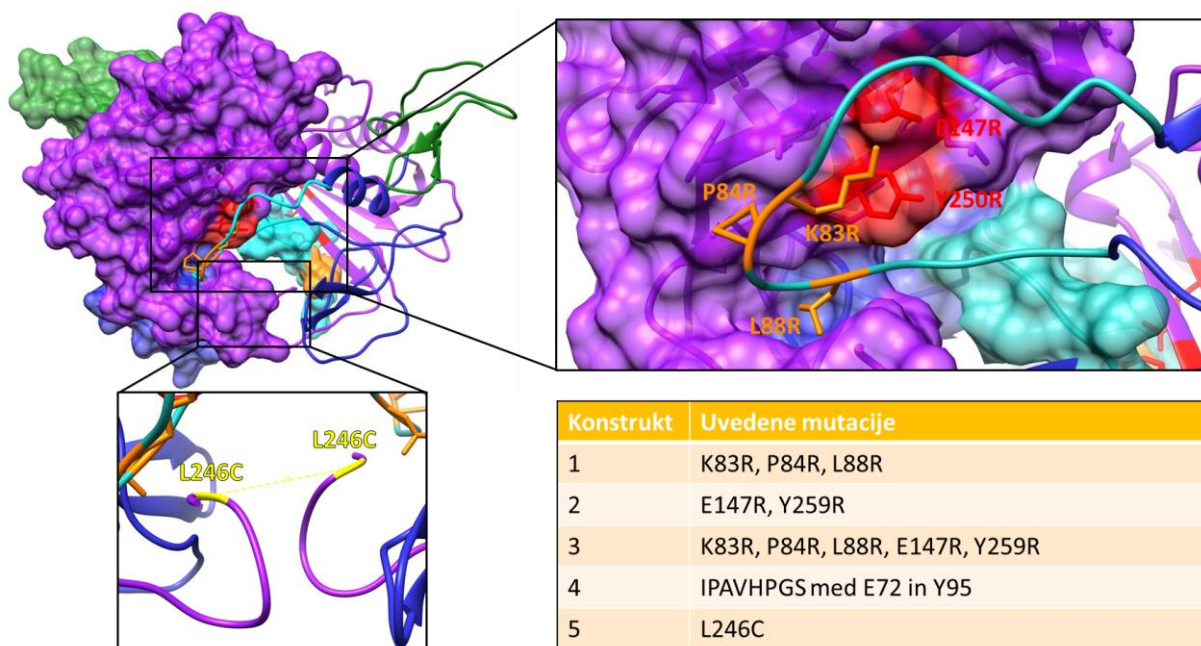 E147R
P84R
Y250R
K83R
L88R
L246C
L246C
Konstrukt Uvedene mutacije
1 K83R, P84R, L88R
2 E147R, Y259R
3 K83R, P84R, L88R, E147R, Y259R
4 IPAVHPGS med E72 in Y95
5 L246C